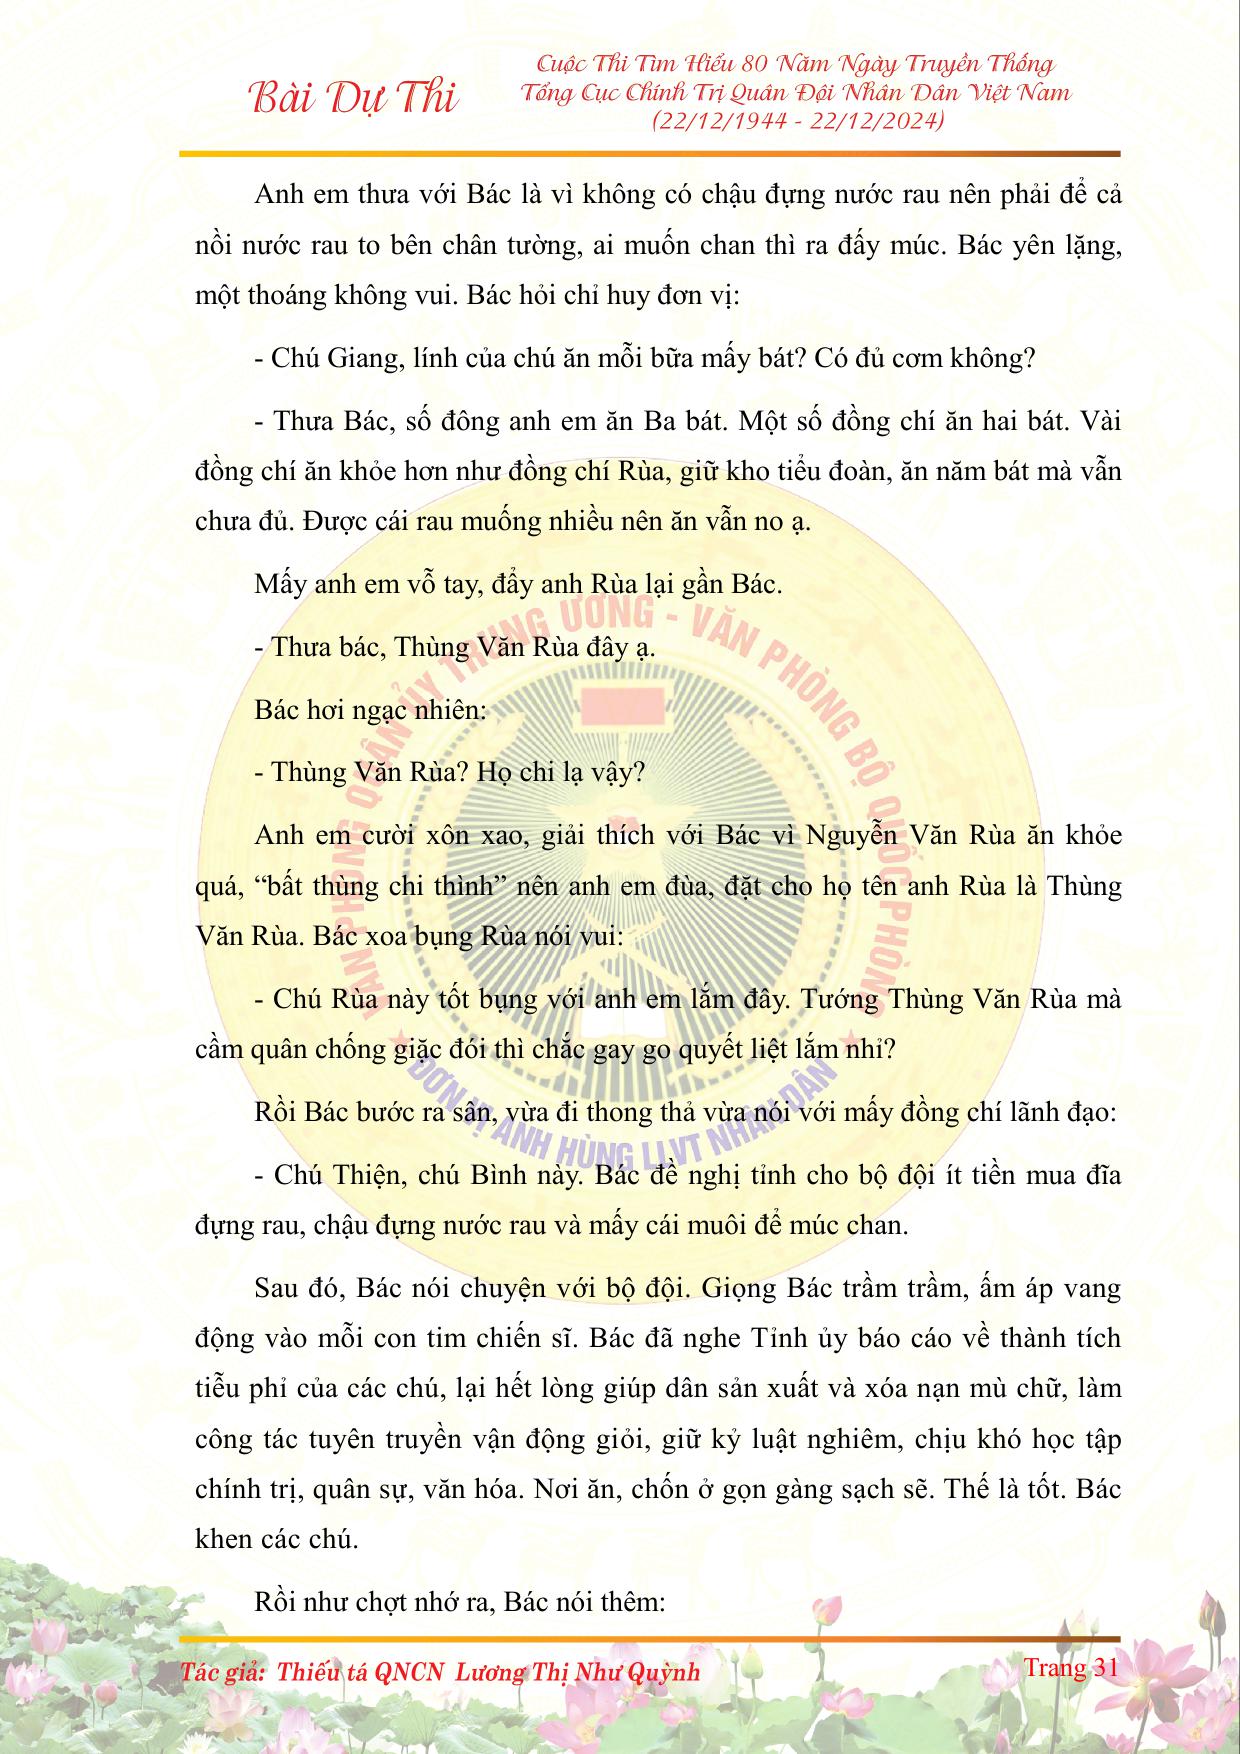 Bài Dự Thi
Cuộc Thi Tìm Hiểu 80 Năm Ngày Truyền Thống
Tổng Cục Chính Trị Quân Đội Nhân Dân Việt Nam
(22/12/1944 - 22/12/2024)
Anh em thưa với Bác là vì không có chậu đựng nước rau nên phải để cả
nồi nước rau to bên chân tường, ai muốn chan thì ra đấy múc. Bác yên lặng,
một thoáng không vui. Bác hỏi chỉ huy đơn vị:
- Chú Giang, lính của chú ăn mỗi bữa mấy bát? Có đủ cơm không?
- Thưa Bác, số đông anh em ăn Ba bát. Một số đồng chí ăn hai bát. Vài
đồng chí ăn khỏe hơn như đồng chí Rùa, giữ kho tiểu đoàn, ăn năm bát mà vẫn
chưa đủ. Được cái rau muống nhiều nên ăn vẫn no ạ.
Mấy anh em vỗ tay, đẩy anh Rùa lại gần Bác.
- Thưa bác, Thùng Văn Rùa đây ạ.
Bác hơi ngạc nhiên:
- Thùng Văn Rùa? Họ chi lạ vậy?
Anh em cười xôn xao, giải thích với Bác vì Nguyễn Văn Rùa ăn khỏe
quá, “bất thùng chi thình” nên anh em đùa, đặt cho họ tên anh Rùa là Thùng
Văn Rùa. Bác xoa bụng Rùa nói vui:
- Chú Rùa này tốt bụng với anh em lắm đây. Tướng Thùng Văn Rùa mà
cầm quân chống giặc đói thì chắc gay go quyết liệt lắm nhỉ?
Rồi Bác bước ra sân, vừa đi thong thả vừa nói với mấy đồng chí lãnh đạo:
- Chú Thiện, chú Bình này. Bác đề nghị tỉnh cho bộ đội ít tiền mua đĩa
đựng rau, chậu đựng nước rau và mấy cái muôi để múc chan.
Sau đó, Bác nói chuyện với bộ đội. Giọng Bác trầm trầm, ấm áp vang
động vào mỗi con tim chiến sĩ. Bác đã nghe Tỉnh ủy báo cáo về thành tích
tiễu phỉ của các chú, lại hết lòng giúp dân sản xuất và xóa nạn mù chữ, làm
công tác tuyên truyền vận động giỏi, giữ kỷ luật nghiêm, chịu khó học tập
chính trị, quân sự, văn hóa. Nơi ăn, chốn ở gọn gàng sạch sẽ. Thế là tốt. Bác
khen các chú.
Rồi như chợt nhớ ra, Bác nói thêm:
VĂN PHÒNG QUÂN ỦY TRUNG ƯƠNG - VĂN PHÒNG BỘ QUỐC PHÒNG
ĐƠN VỊ ANH HÙNG LLVT NHÂN DÂN
Tác giả: Thiếu tá QNCN Lương Thị Như Quỳnh
Trang 31